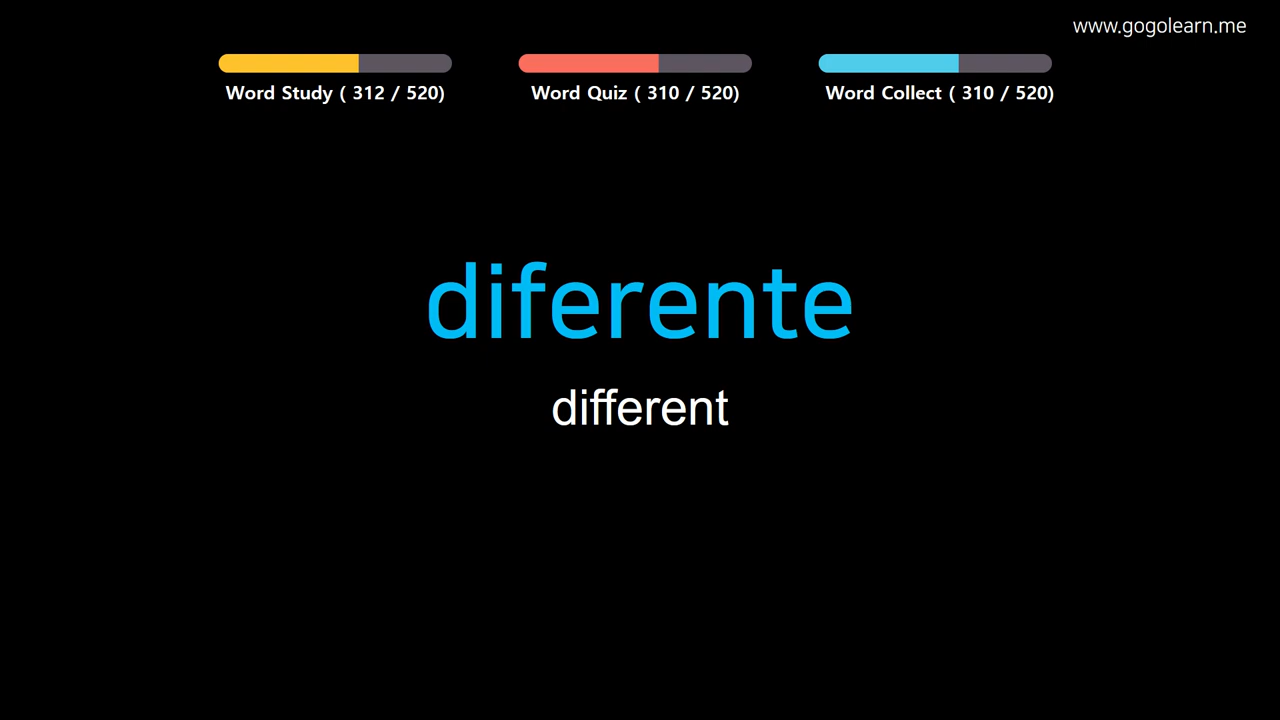 www.gogolearn.me
Word Study ( 312 / 520)
Word Quiz ( 310 / 520)
Word Collect ( 310 / 520)
diferente
different